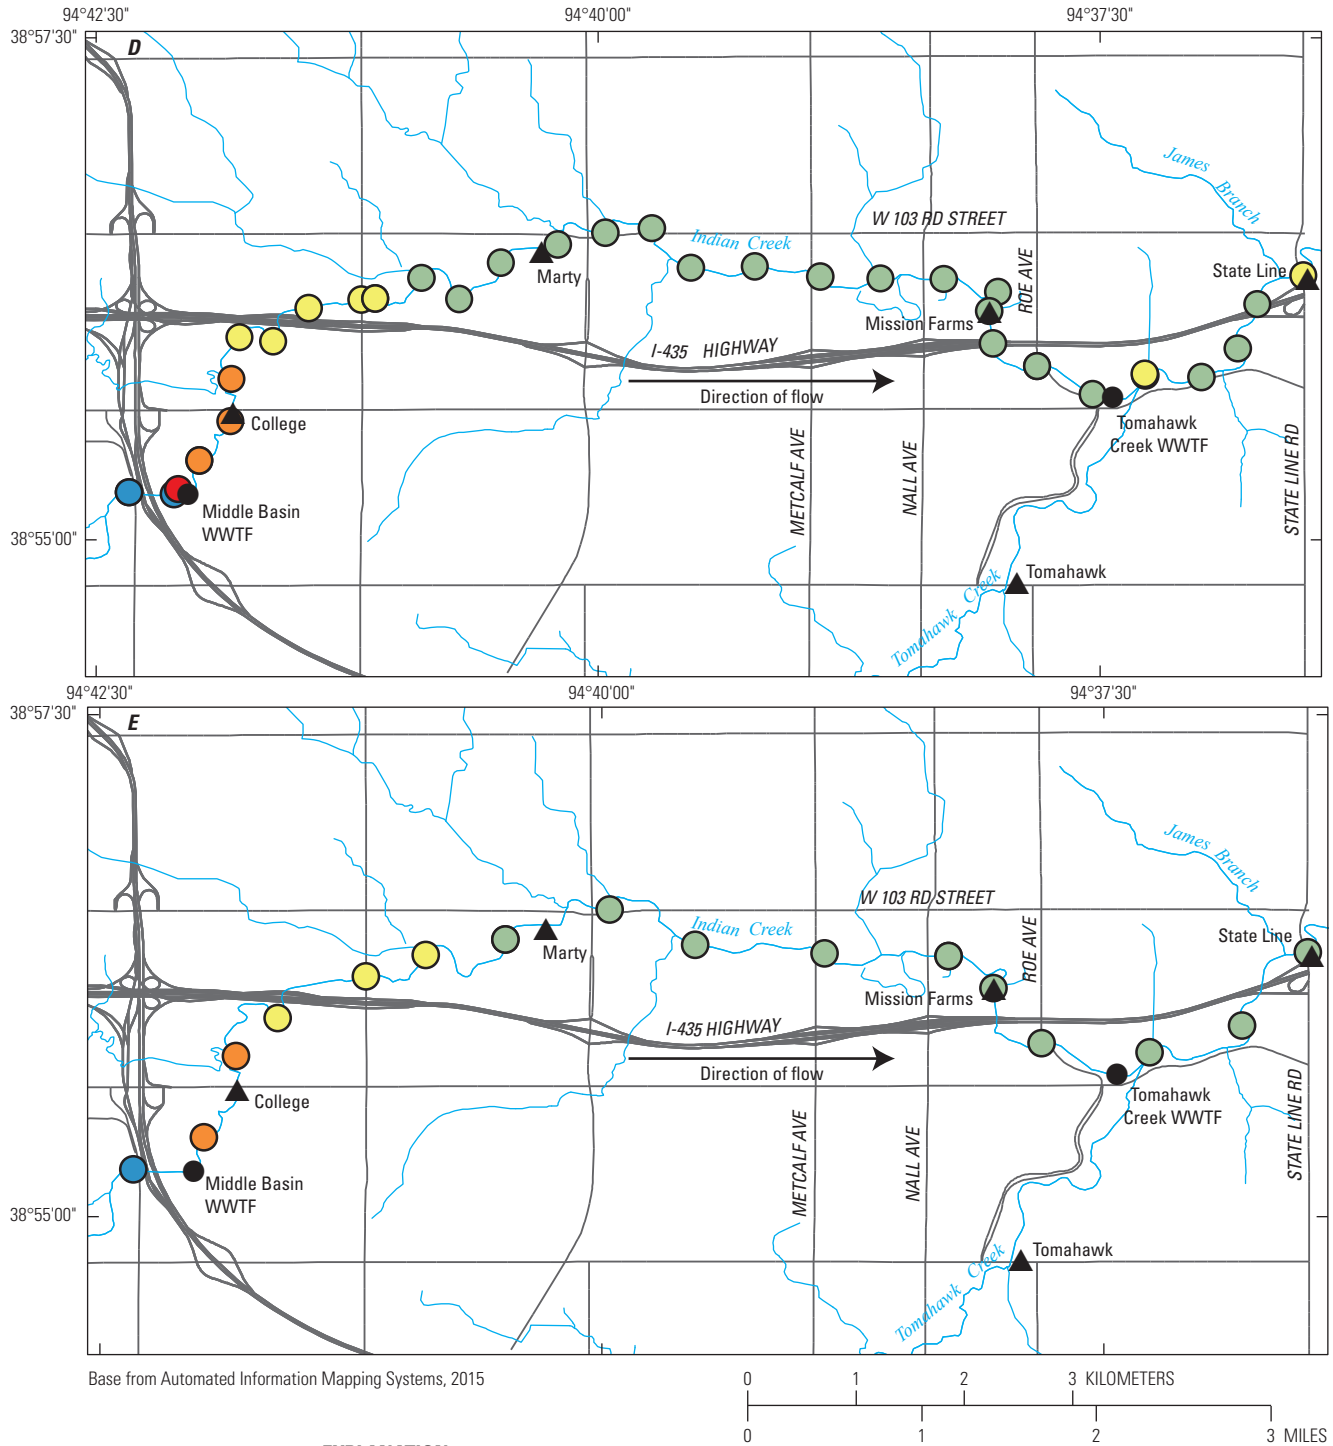 94°42'30"
94°40'00"
94°37'30"
38°57'30"
D
James Branch
W 103 RD STREET
Indian Creek
ROE AVE
Marty
State Line
Mission Farms
I-435 HIGHWAY
Direction of flow
College
Tomahawk
Creek WWTF
METCALF AVE
NALL AVE
STATE LINE RD
Middle Basin
WWTF
38°55'00"
Tomahawk
Tomahawk Creek
94°42'30"
94°40'00"
94°37'30"
38°57'30"
E
James Branch
W 103 RD STREET
Indian Creek
ROE AVE
Marty
State Line
Mission Farms
I-435 HIGHWAY
Direction of flow
College
Tomahawk
Creek WWTF
METCALF AVE
NALL AVE
STATE LINE RD
Middle Basin
WWTF
38°55'00"
Tomahawk
Tomahawk Creek
Base from Automated Information Mapping Systems, 2015
0 1 2 3 KILOMETERS
0 1 2 3 MILES